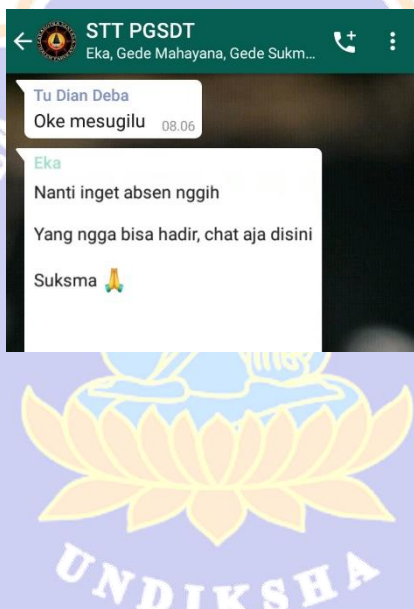 STT PGSDT
Eka, Gede Mahayana, Gede Sukm...
Tu Dian Deba
Oke mesugilu 08.06
Eka
Nanti inget absen nggih
Yang ngga bisa hadir, chat aja disini
Suksma 🙏
UNDIKSHA